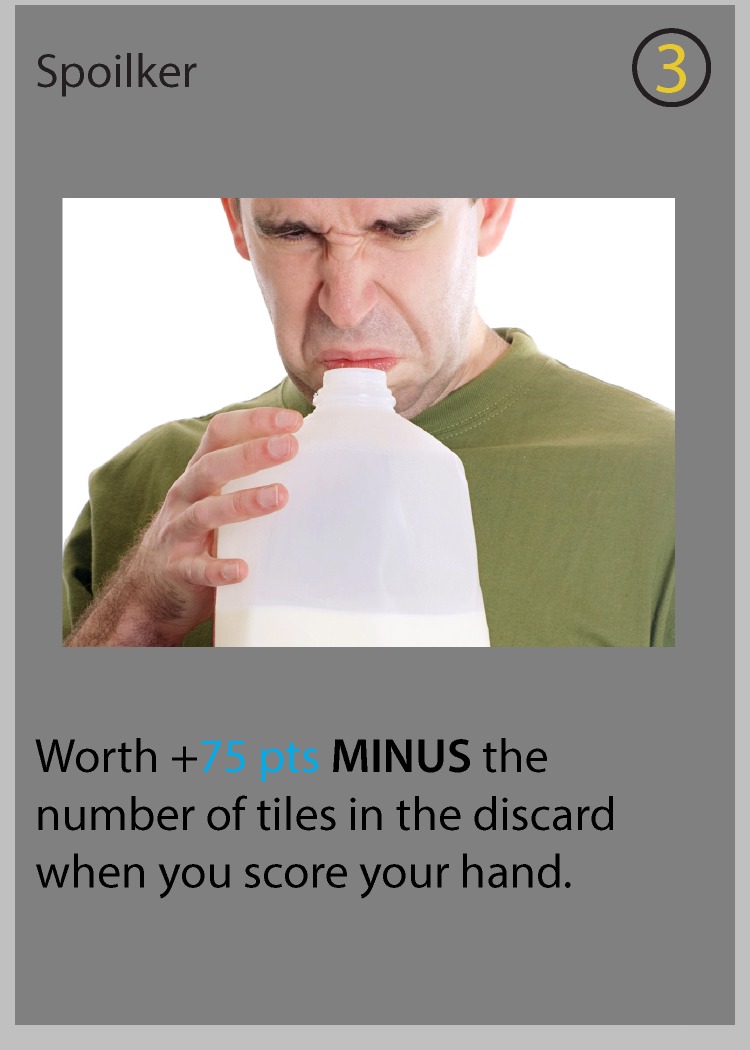 Spoilker
3
Worth +75 pts MINUS the
number of tiles in the discard
when you score your hand.